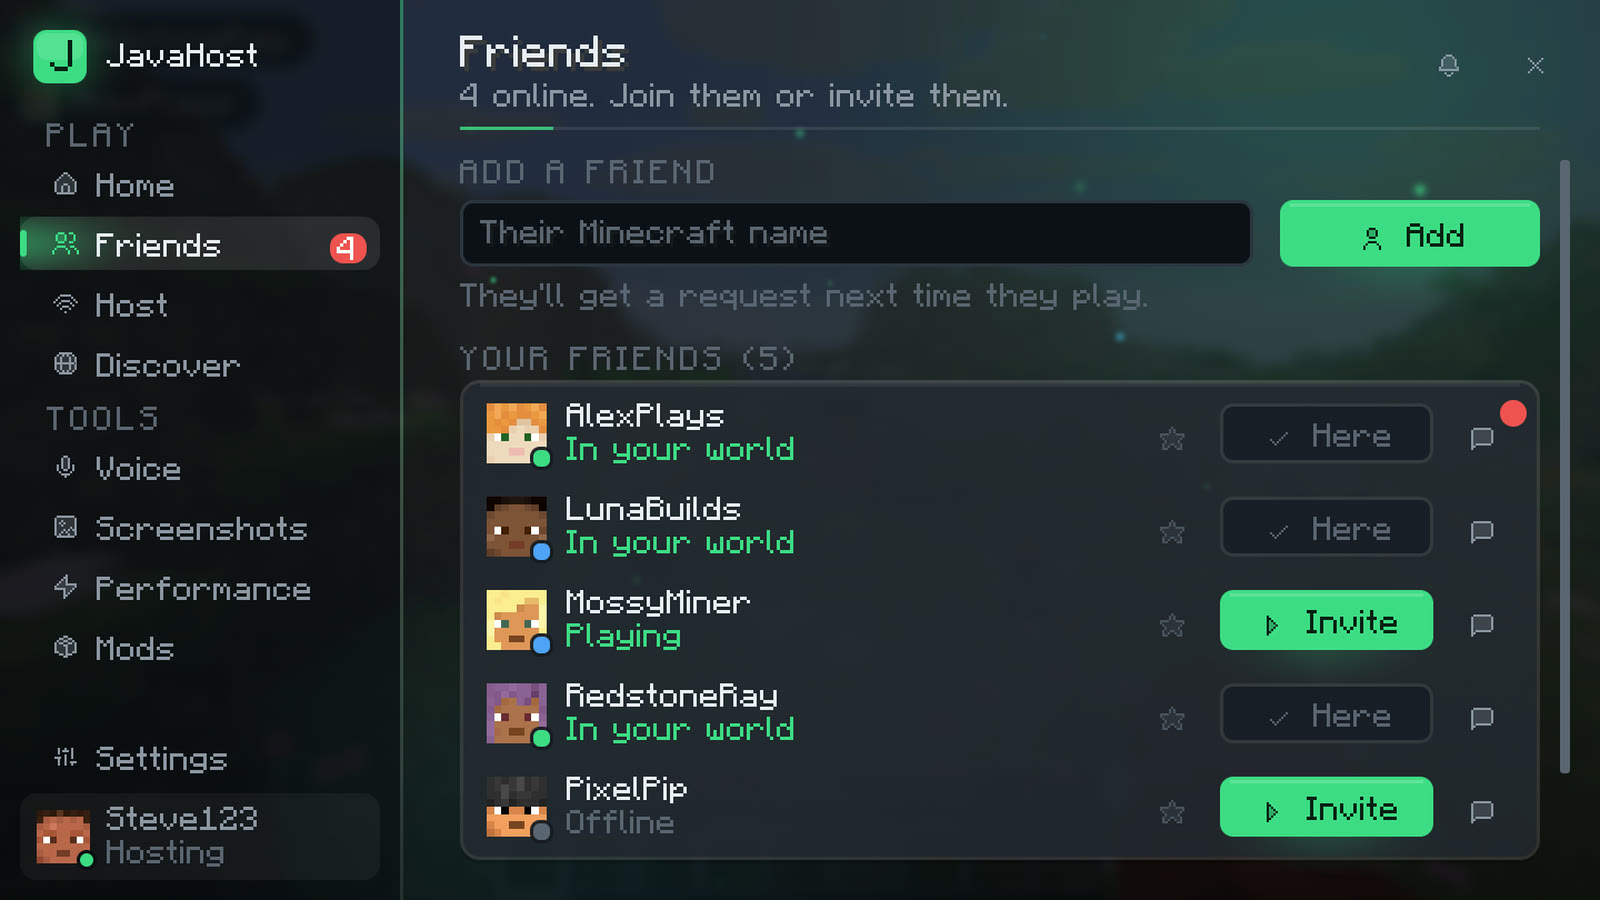 J JavaHost
PLAY
Home
Friends 4
Host
Discover
TOOLS
Voice
Screenshots
Performance
Mods
Settings
Steve123
Hosting
Friends
4 online. Join them or invite them.
ADD A FRIEND
Their Minecraft name
Add
They'll get a request next time they play.
YOUR FRIENDS (5)
AlexPlays
In your world
Here
LunaBuilds
In your world
Here
MossyMiner
Playing
Invite
RedstoneRay
In your world
Here
PixelPip
Offline
Invite